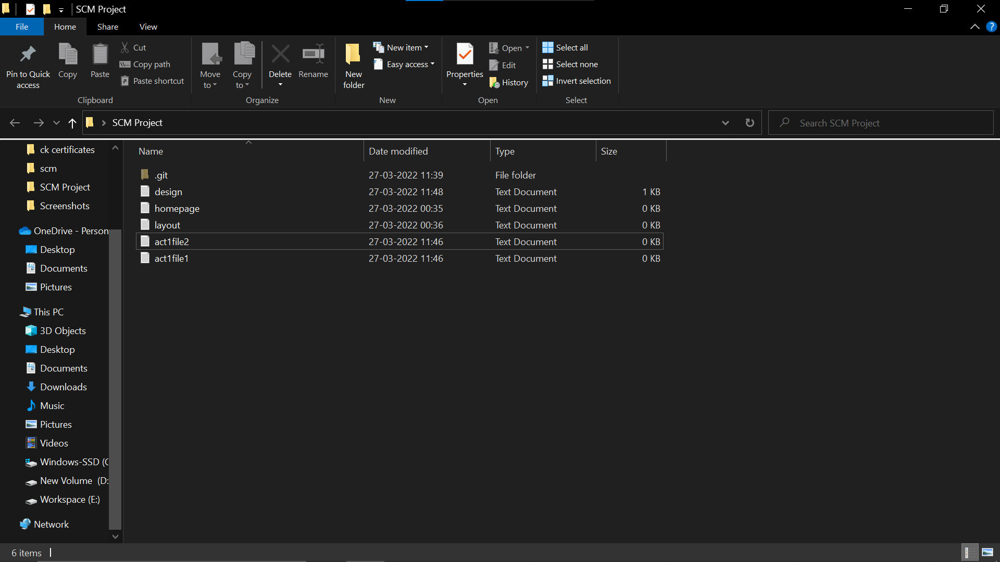 SCM Project
File Home Share View
Pin to Quick access
Copy
Paste
Cut
Copy path
Paste shortcut
Clipboard
Move to
Copy to
Delete
Rename
Organize
New folder
New item
Easy access
New
Properties
Open
Edit
History
Open
Select all
Select none
Invert selection
Select
SCM Project
Search SCM Project
ck certificates
scm
SCM Project
Screenshots
OneDrive - Person
Desktop
Documents
Pictures
This PC
3D Objects
Desktop
Documents
Downloads
Music
Pictures
Videos
Windows-SSD (C
New Volume (D:
Workspace (E:)
Network
Name Date modified Type Size
.git 27-03-2022 11:39 File folder
design 27-03-2022 11:48 Text Document 1 KB
homepage 27-03-2022 00:35 Text Document 0 KB
layout 27-03-2022 00:36 Text Document 0 KB
act1file2 27-03-2022 11:46 Text Document 0 KB
act1file1 27-03-2022 11:46 Text Document 0 KB
6 items